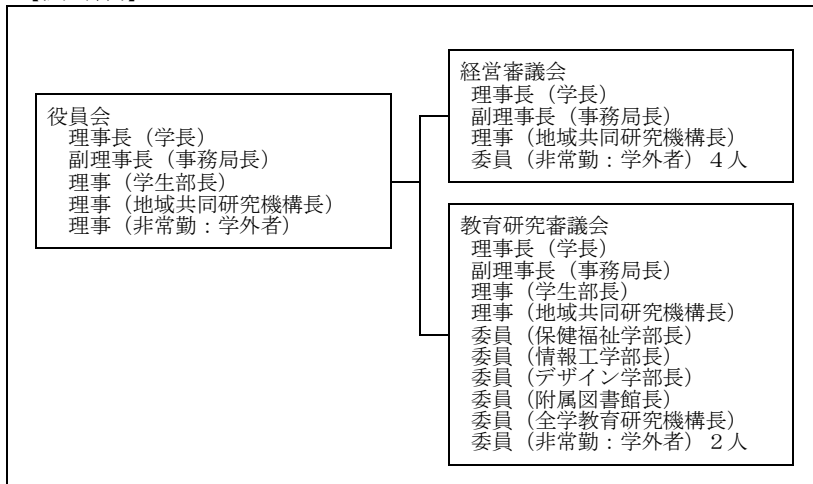 役員会
理事長（学長）
副理事長（事務局長）
理事（学生部長）
理事（地域共同研究機構長）
理事（非常勤：学外者）
経営審議会
理事長（学長）
副理事長（事務局長）
理事（地域共同研究機構長）
委員（非常勤：学外者）４人
教育研究審議会
理事長（学長）
副理事長（事務局長）
理事（学生部長）
理事（地域共同研究機構長）
委員（保健福祉学部長）
委員（情報工学部長）
委員（デザイン学部長）
委員（附属図書館長）
委員（全学教育研究機構長）
委員（非常勤：学外者）２人